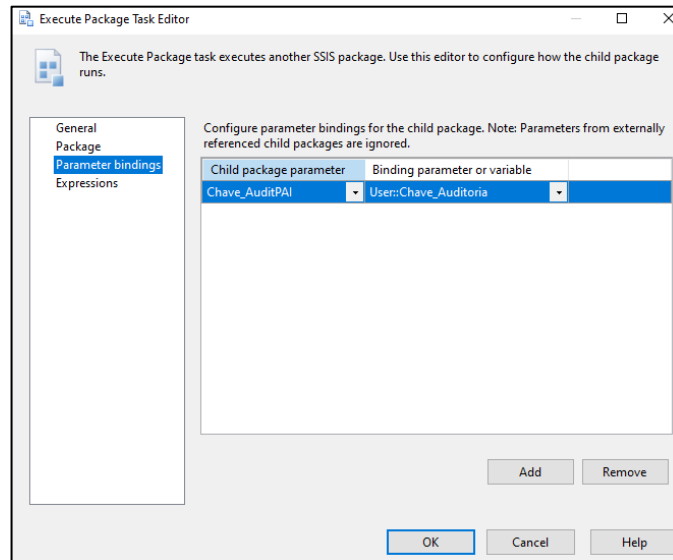 Execute Package Task Editor
The Execute Package task executes another SSIS package. Use this editor to configure how the child package
runs.
General
Package
Parameter bindings
Expressions
Configure parameter bindings for the child package. Note: Parameters from externally
referenced child packages are ignored.
Child package parameter Binding parameter or variable
Chave_AuditPAI User::Chave_Auditoria
Add Remove
OK Cancel Help